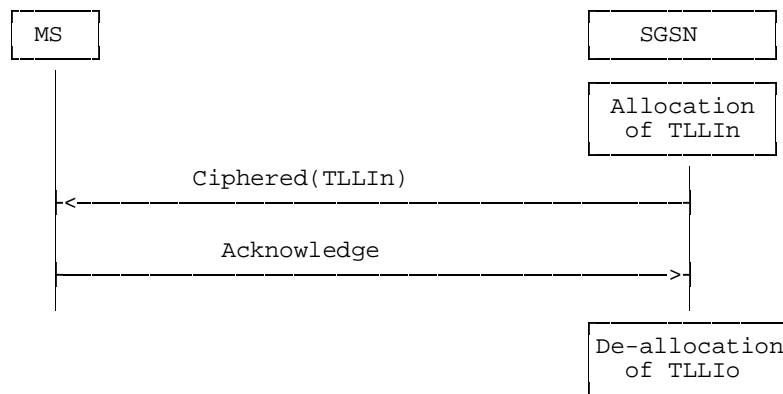 MS
SGSN
Allocation
of TLLIn
Ciphered(TLLIn)
Acknowledge
De-allocation
of TLLIo